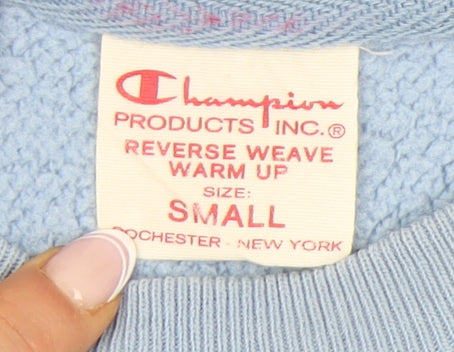 Champion
PRODUCTS INC.®
REVERSE WEAVE
WARM UP
SIZE:
SMALL
ROCHESTER - NEW YORK